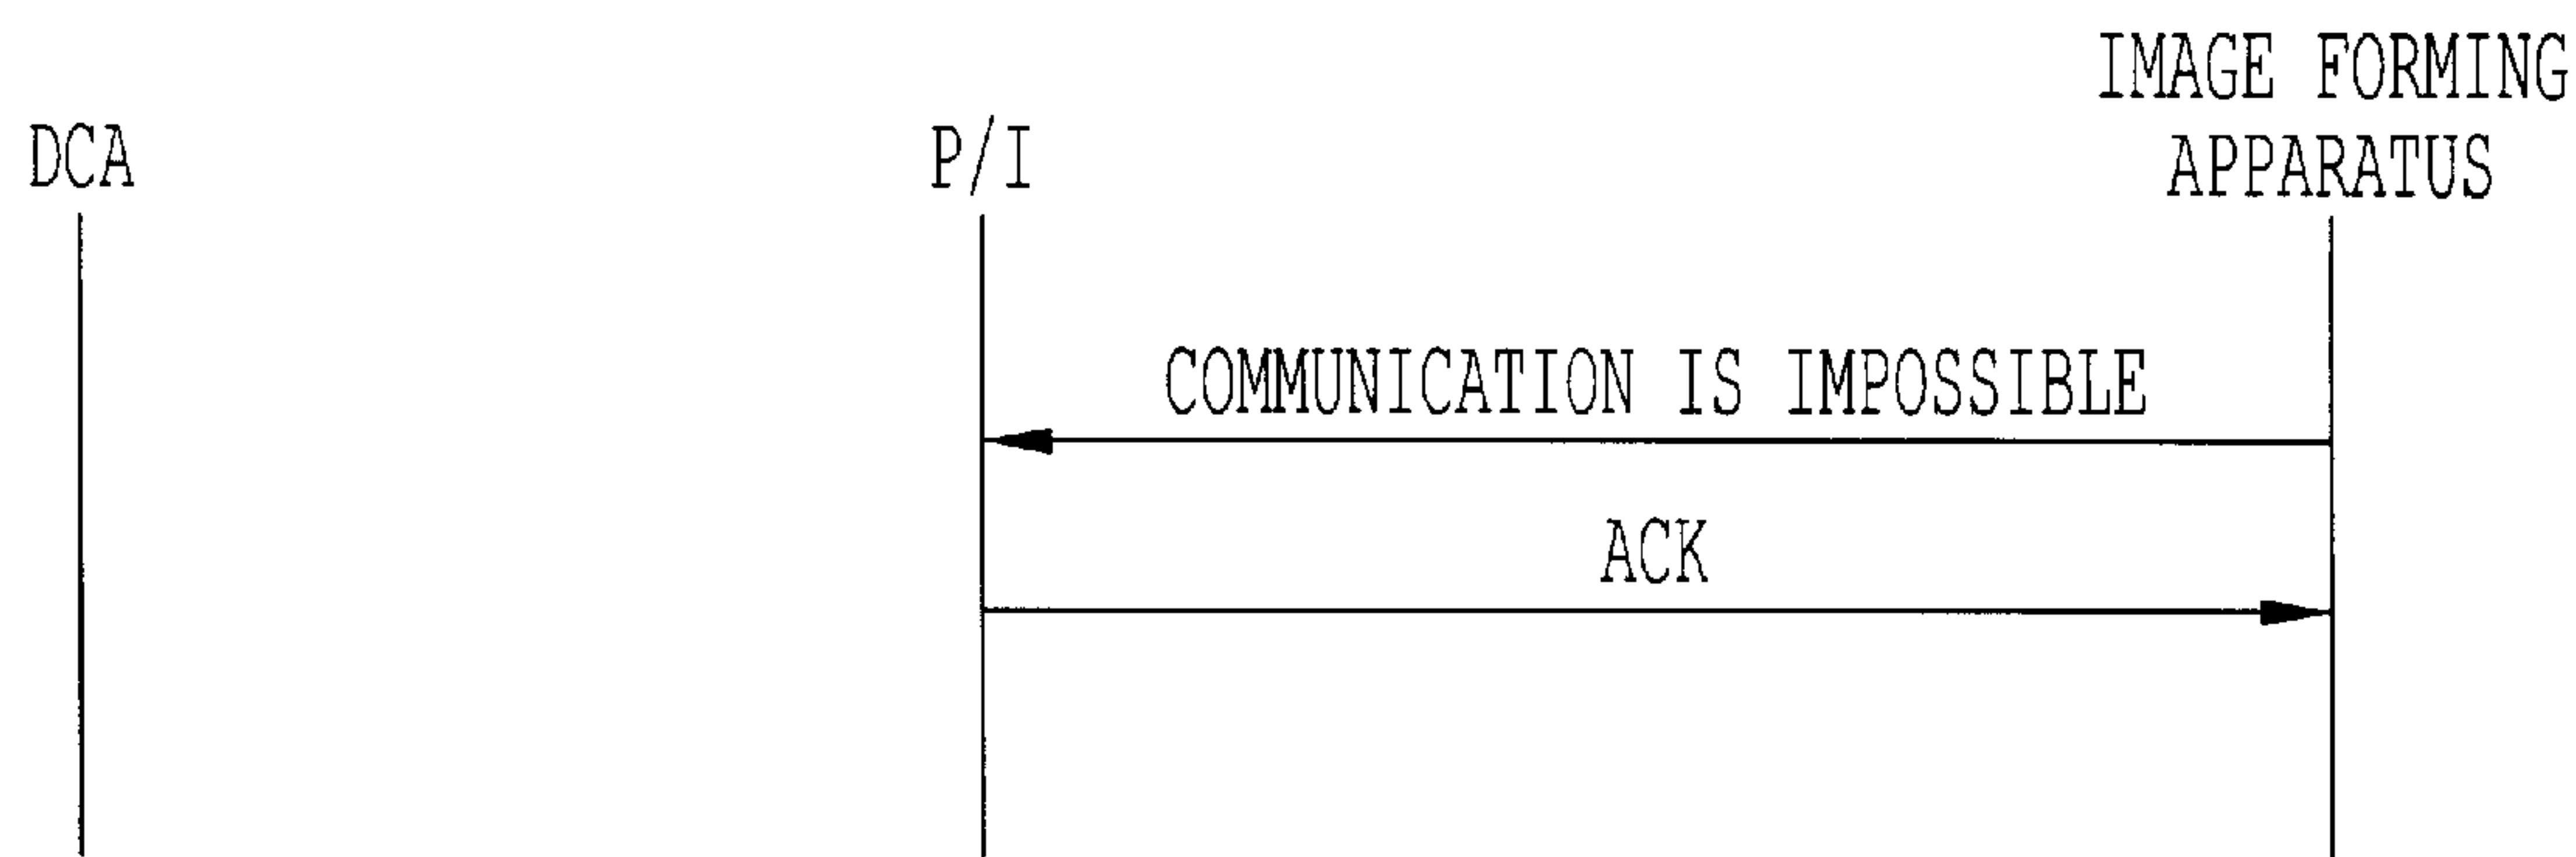 DCA
P/I
IMAGE FORMING
APPARATUS
COMMUNICATION IS IMPOSSIBLE
ACK